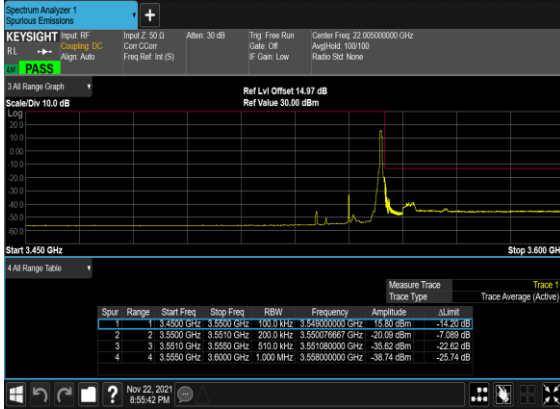 Spectrum Analyzer 1
Spurious Emissions
+
KEYSIGHT Input: RF Input Z: 50 Ω Atten: 30 dB Trig: Free Run Center Freq: 22.005000000 GHz
RL Coupling: DC Corr CCorr Gate: Off Avg|Hold: 100/100
Align: Auto Freq Ref: Int (S) IF Gain: Low Radio Std: None
PASS
3 All Range Graph
Ref Lvl Offset 14.97 dB
Scale/Div 10.0 dB Ref Value 30.00 dBm
Log
20.0
10.0
0.00
-10.0
-20.0
-30.0
-40.0
-50.0
-60.0
Start 3.450 GHz Stop 3.600 GH
4 All Range Table
Measure Trace Trace 1
Trace Type Trace Average (Active)
Spur Range Start Freq Stop Freq RBW Frequency Amplitude ΔLimit
1 1 3.4500 GHz 3.5500 GHz 100.0 kHz 3.549000000 GHz 15.80 dBm -14.20 dB
2 2 3.5500 GHz 3.5510 GHz 200.0 kHz 3.550076667 GHz -20.09 dBm -7.089 dB
3 3 3.5510 GHz 3.5550 GHz 510.0 kHz 3.551080000 GHz -35.62 dBm -22.62 dB
4 4 3.5550 GHz 3.6000 GHz 1.000 MHz 3.558000000 GHz -38.74 dBm -25.74 dB
?
Nov 22, 2021
8:55:42 PM